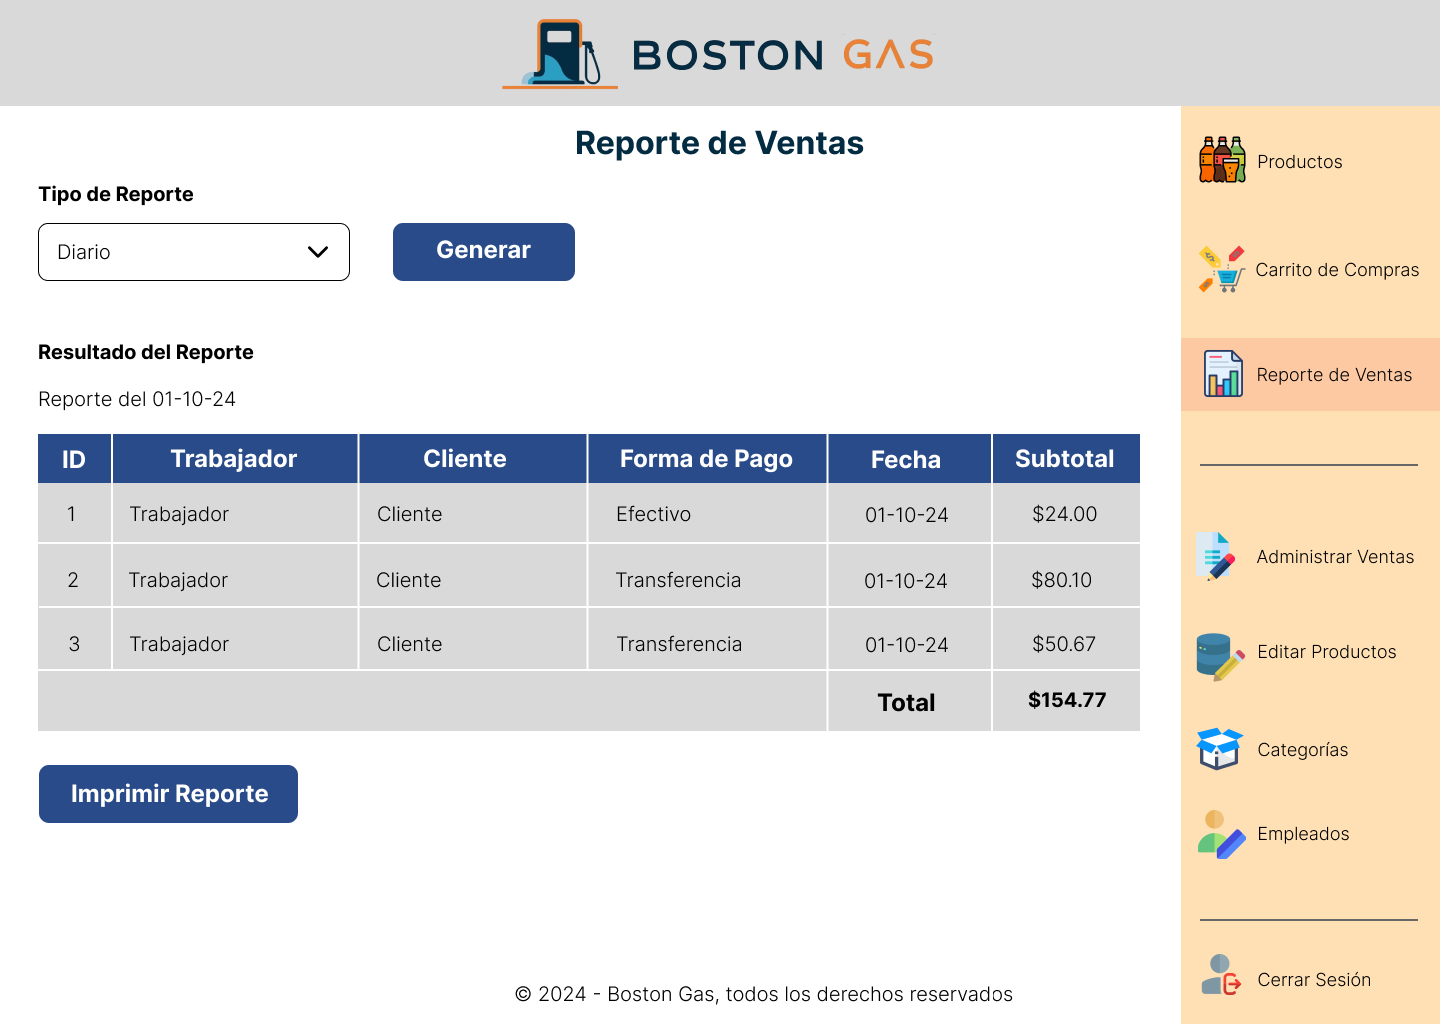 BOSTON GAS
Reporte de Ventas
Tipo de Reporte
Diario
Generar
Resultado del Reporte
Reporte del 01-10-24
ID Trabajador Cliente Forma de Pago Fecha Subtotal
1 Trabajador Cliente Efectivo 01-10-24 $24.00
2 Trabajador Cliente Transferencia 01-10-24 $80.10
3 Trabajador Cliente Transferencia 01-10-24 $50.67
Total $154.77
Imprimir Reporte
Productos
Carrito de Compras
Reporte de Ventas
Administrar Ventas
Editar Productos
Categorías
Empleados
Cerrar Sesión
© 2024 - Boston Gas, todos los derechos reservados